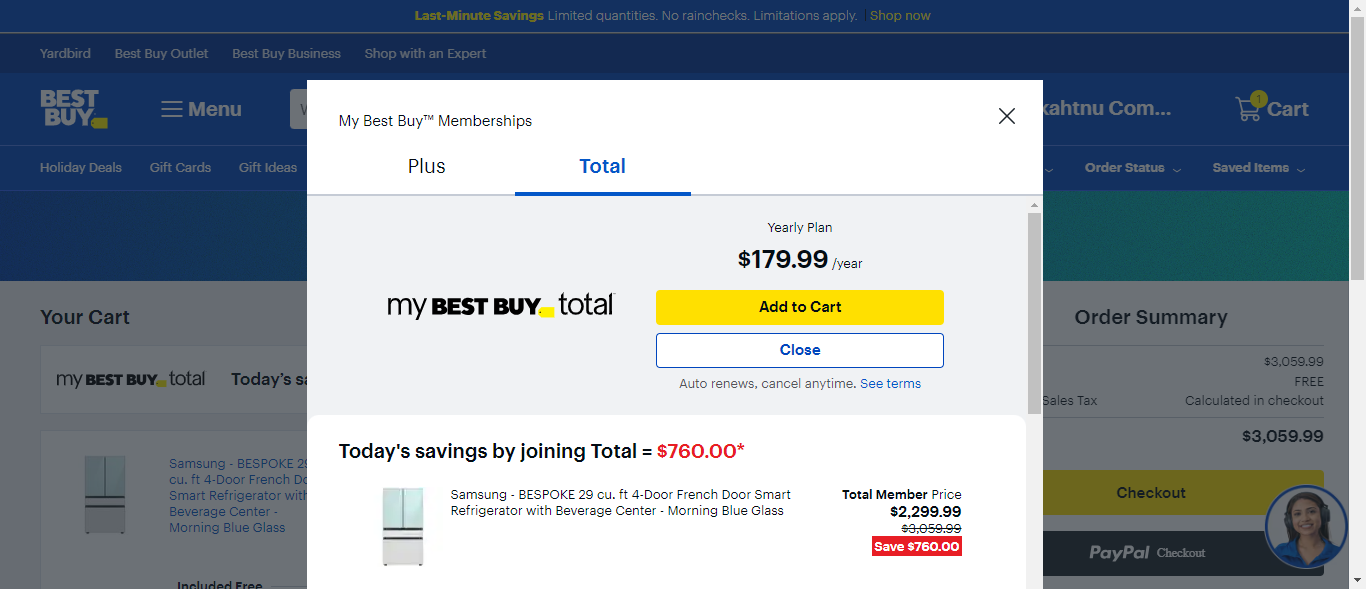 Last-Minute Savings Limited quantities. No rainchecks. Limitations apply. Shop now
Yardbird Best Buy Outlet Best Buy Business Shop with an Expert
BEST BUY Menu
kahtnu Com... 1 Cart
Holiday Deals Gift Cards Gift Ideas
Order Status Saved Items
My Best Buy™ Memberships
Plus Total
Yearly Plan
$179.99 /year
my BEST BUY total
Add to Cart
Close
Auto renews, cancel anytime. See terms
Today's savings by joining Total = $760.00*
Samsung - BESPOKE 29 cu. ft 4-Door French Door Smart
Refrigerator with Beverage Center - Morning Blue Glass
Total Member Price
$2,299.99
$3,059.99
Save $760.00
Your Cart
my BEST BUY total Today's sa
Samsung - BESPOKE 29
cu. ft 4-Door French Do
Smart Refrigerator with
Beverage Center -
Morning Blue Glass
Included Free
Order Summary
$3,059.99
FREE
Sales Tax Calculated in checkout
$3,059.99
Checkout
PayPal Checkout